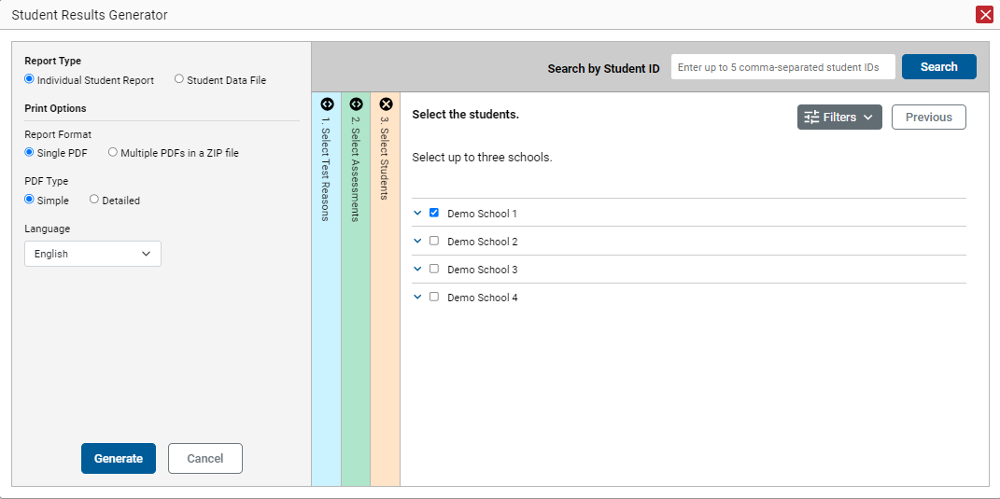 Student Results Generator
Report Type
Individual Student Report
Student Data File
Print Options
Report Format
Single PDF
Multiple PDFs in a ZIP file
PDF Type
Simple
Detailed
Language
English
Generate
Cancel
Search by Student ID
Enter up to 5 comma-separated student IDs
Search
1. Select Test Reasons
2. Select Assessments
3. Select Students
Select the students.
Filters
Previous
Select up to three schools.
Demo School 1
Demo School 2
Demo School 3
Demo School 4